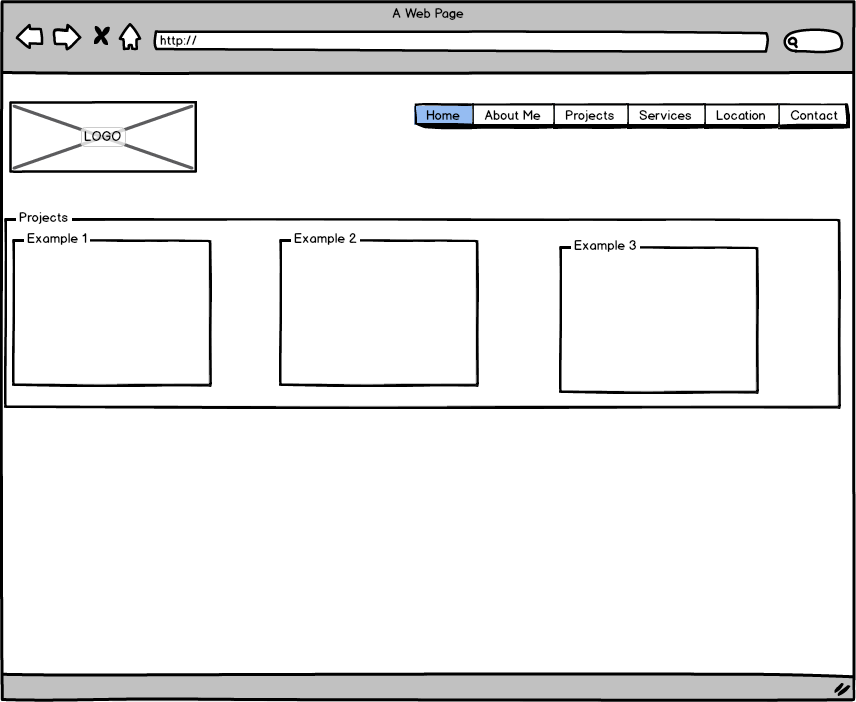 A Web Page
http://
LOGO
Home About Me Projects Services Location Contact
Projects
Example 1 Example 2 Example 3